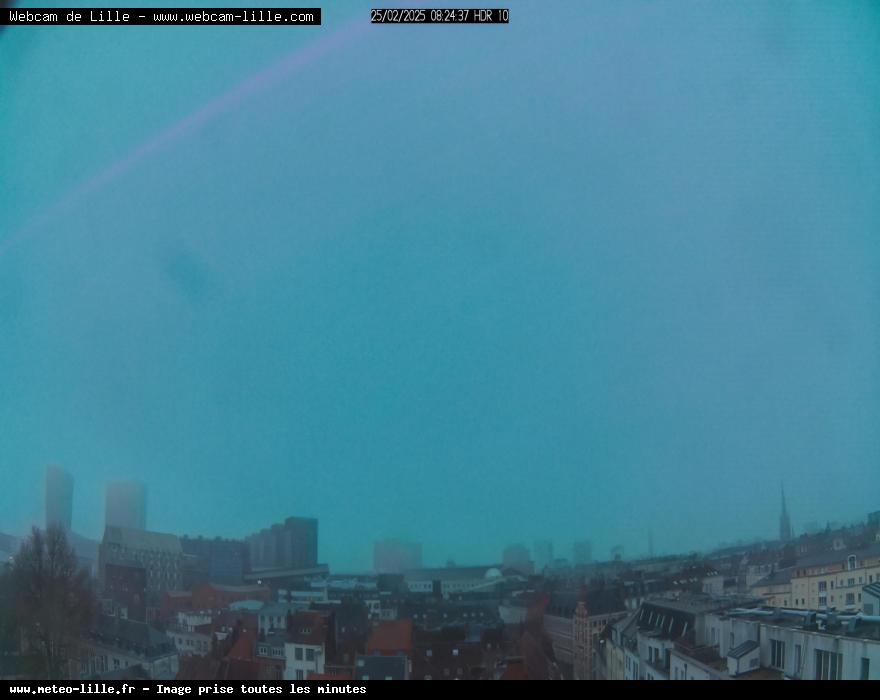 Webcam de Lille - www.webcam-lille.com
25/02/2025 08:24:37 HDR 10
www.meteo-lille.fr - Image prise toutes les minutes